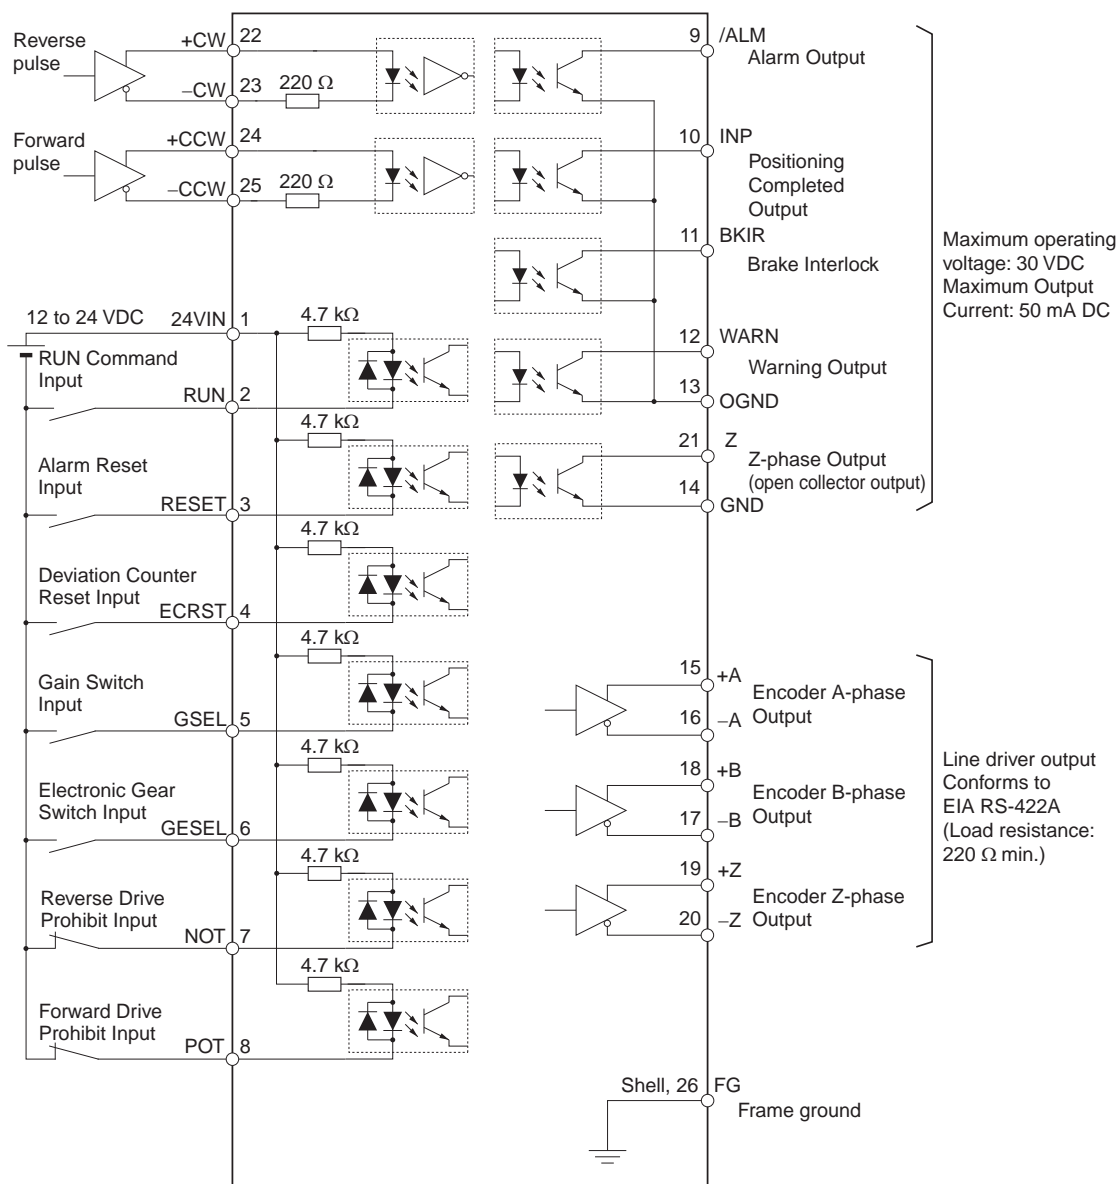 Reverse
pulse
+CW
22
−CW
23
220 Ω
Forward
pulse
+CCW
24
−CCW
25
220 Ω
12 to 24 VDC
24VIN
1
4.7 kΩ
RUN Command
Input
RUN
2
4.7 kΩ
Alarm Reset
Input
RESET
3
4.7 kΩ
Deviation Counter
Reset Input
ECRST
4
4.7 kΩ
Gain Switch
Input
GSEL
5
4.7 kΩ
Electronic Gear
Switch Input
GESEL
6
4.7 kΩ
Reverse Drive
Prohibit Input
NOT
7
4.7 kΩ
Forward Drive
Prohibit Input
POT
8
9
/ALM
Alarm Output
10
INP
Positioning
Completed
Output
11
BKIR
Brake Interlock
12
WARN
Warning Output
13
OGND
21
Z
Z-phase Output
(open collector output)
14
GND
Maximum operating
voltage: 30 VDC
Maximum Output
Current: 50 mA DC
15
+A
Encoder A-phase
Output
16
−A
18
+B
Encoder B-phase
Output
17
−B
19
+Z
Encoder Z-phase
Output
20
−Z
Line driver output
Conforms to
EIA RS-422A
(Load resistance:
220 Ω min.)
Shell, 26
FG
Frame ground